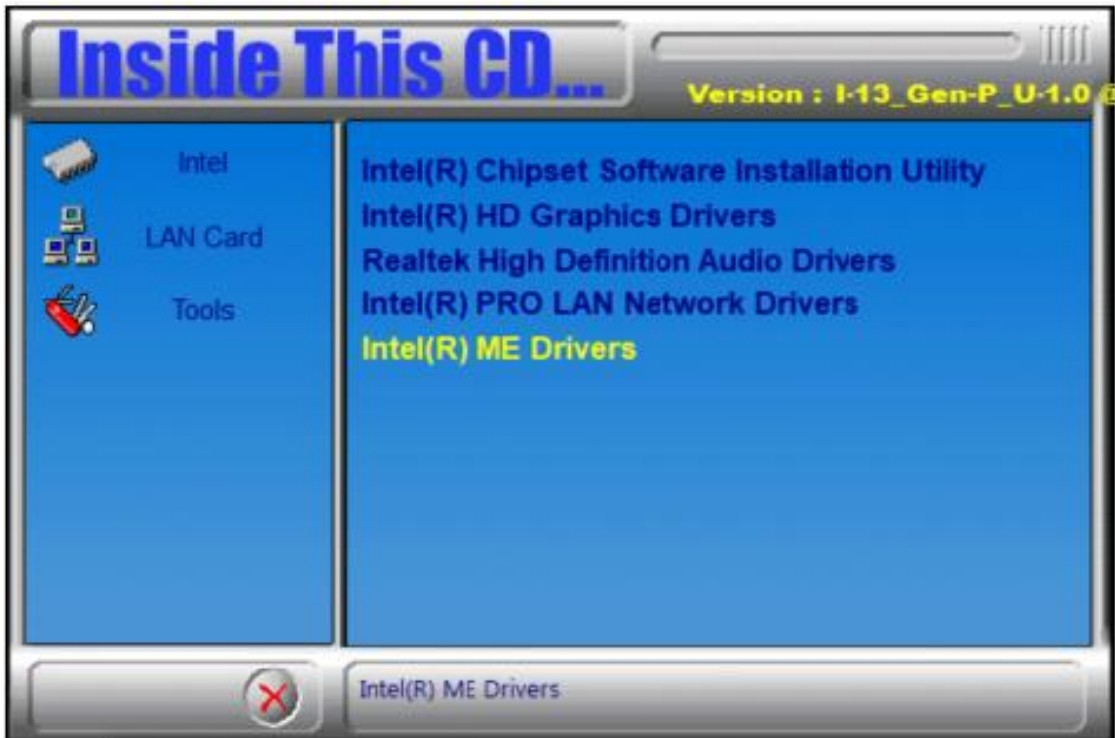 Inside This CD...
Version : I-13_Gen-P_U-1.0
Intel
LAN Card
Tools
Intel(R) Chipset Software Installation Utility
Intel(R) HD Graphics Drivers
Realtek High Definition Audio Drivers
Intel(R) PRO LAN Network Drivers
Intel(R) ME Drivers
Intel(R) ME Drivers